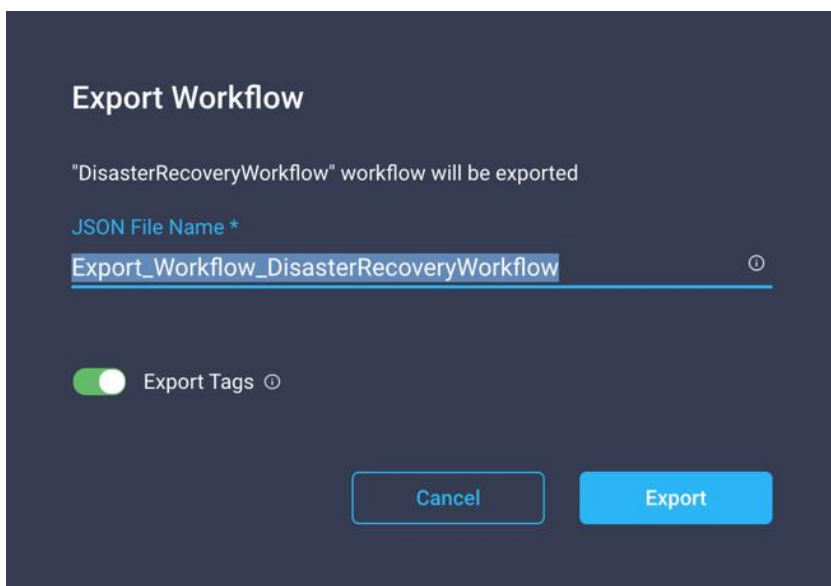 Export Workflow
"DisasterRecoveryWorkflow" workflow will be exported
JSON File Name *
Export_Workflow_DisasterRecoveryWorkflow
Export Tags
Cancel Export